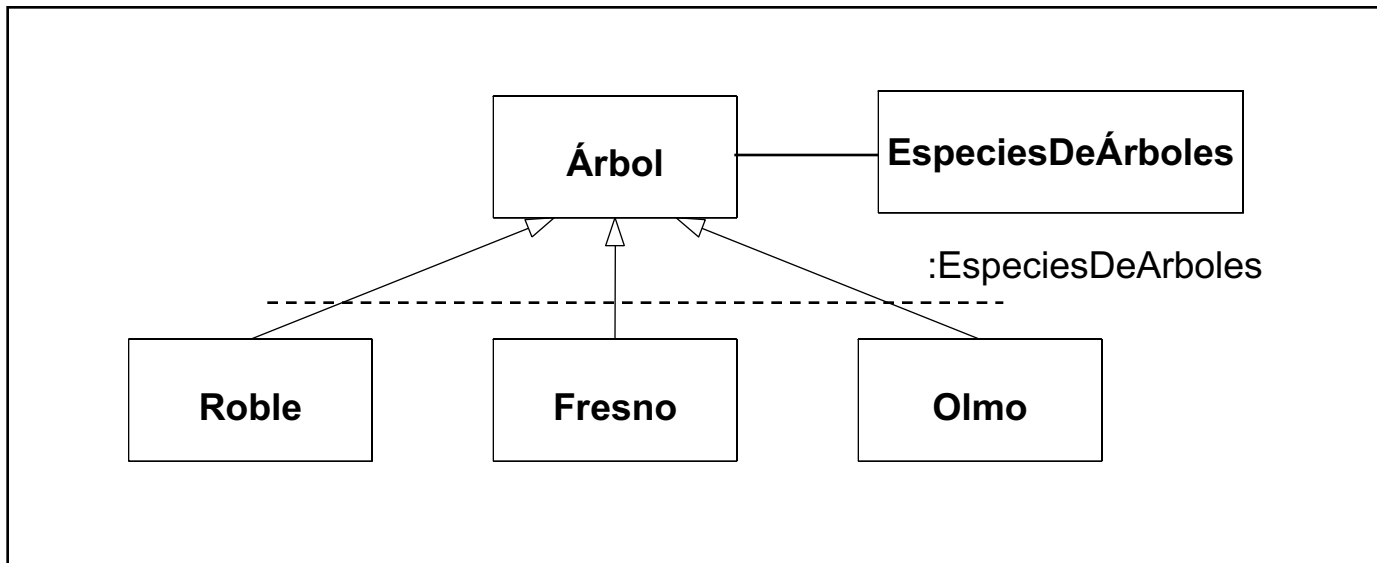 Árbol
EspeciesDeÁrboles
:EspeciesDeArboles
Roble
Fresno
Olmo